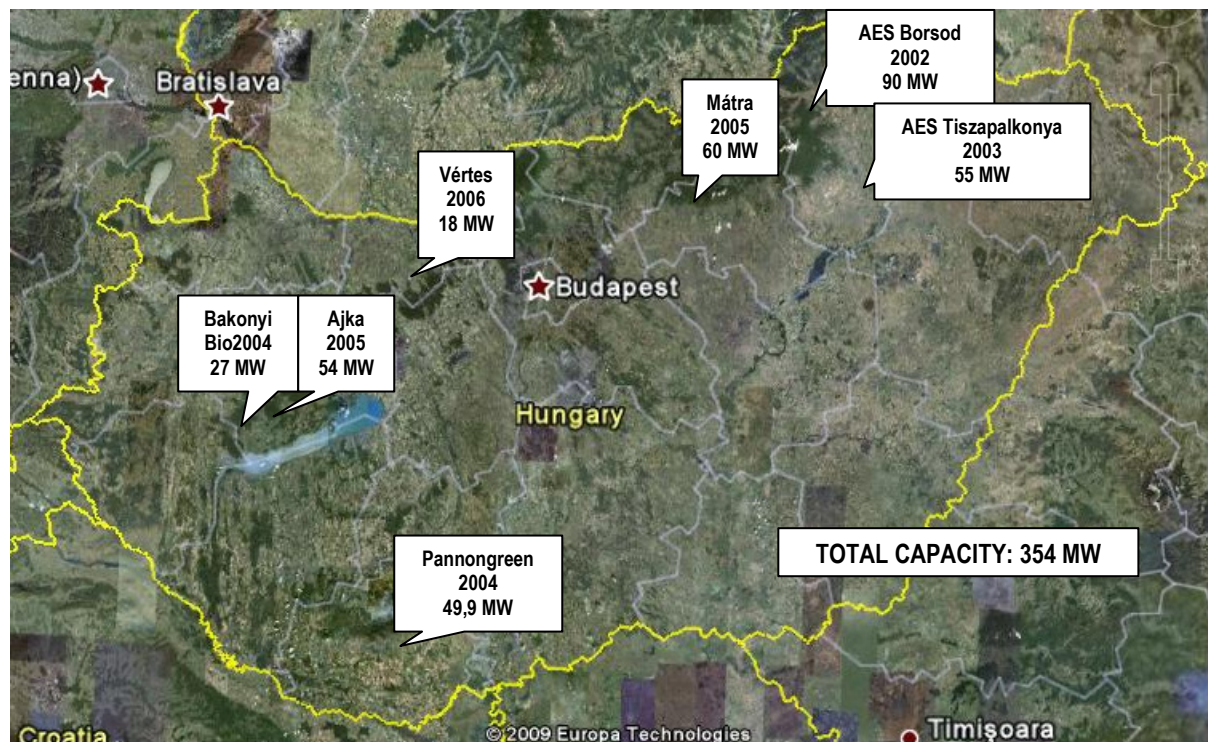 AES Borsod
2002
90 MW
enna)
Bratislava
Mátra
2005
60 MW
AES Tiszapalkonya
2003
55 MW
Vértes
2006
18 MW
Budapest
Bakonyi
Bio2004
27 MW
Ajka
2005
54 MW
Hungary
TOTAL CAPACITY: 354 MW
Pannongreen
2004
49,9 MW
Croatia
© 2009 Europa Technologies
Timişoara